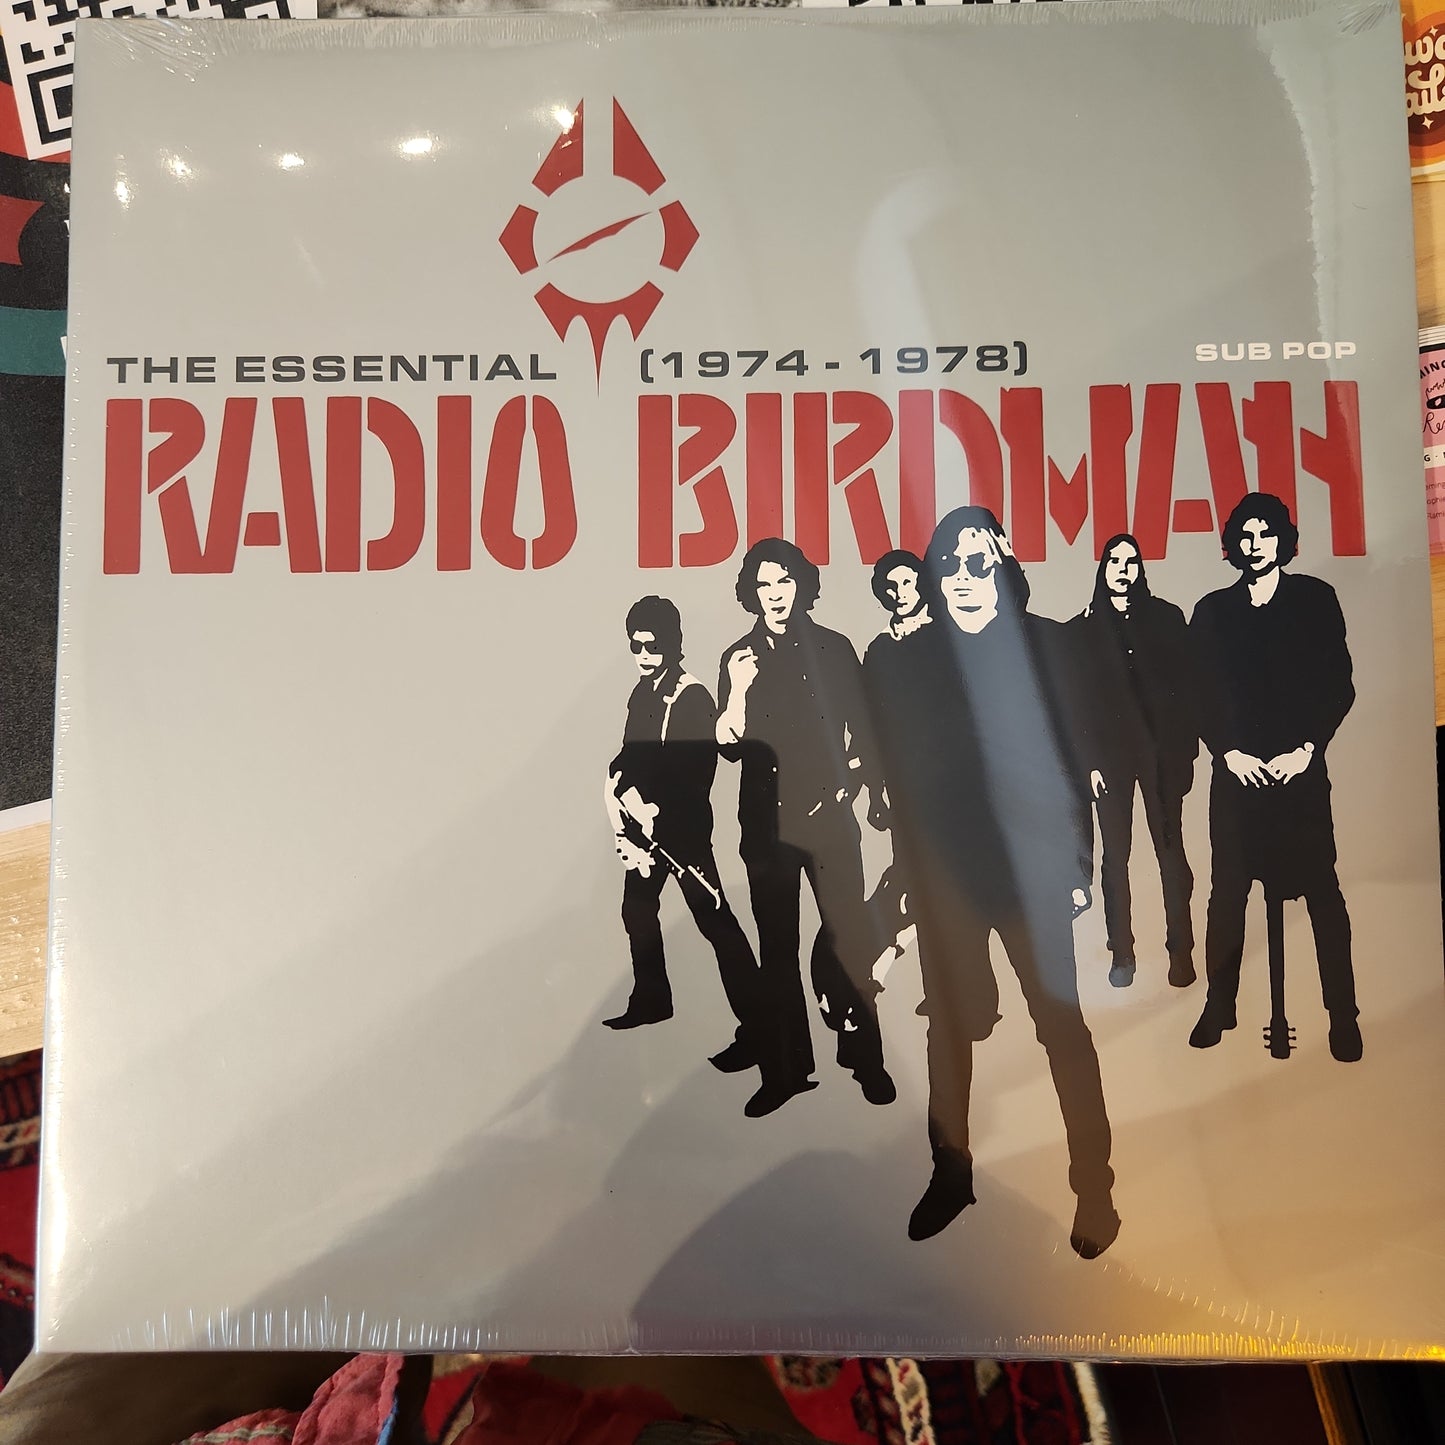 THE ESSENTIAL (1974 - 1978) SUB POP
RADIO BIRDMAN